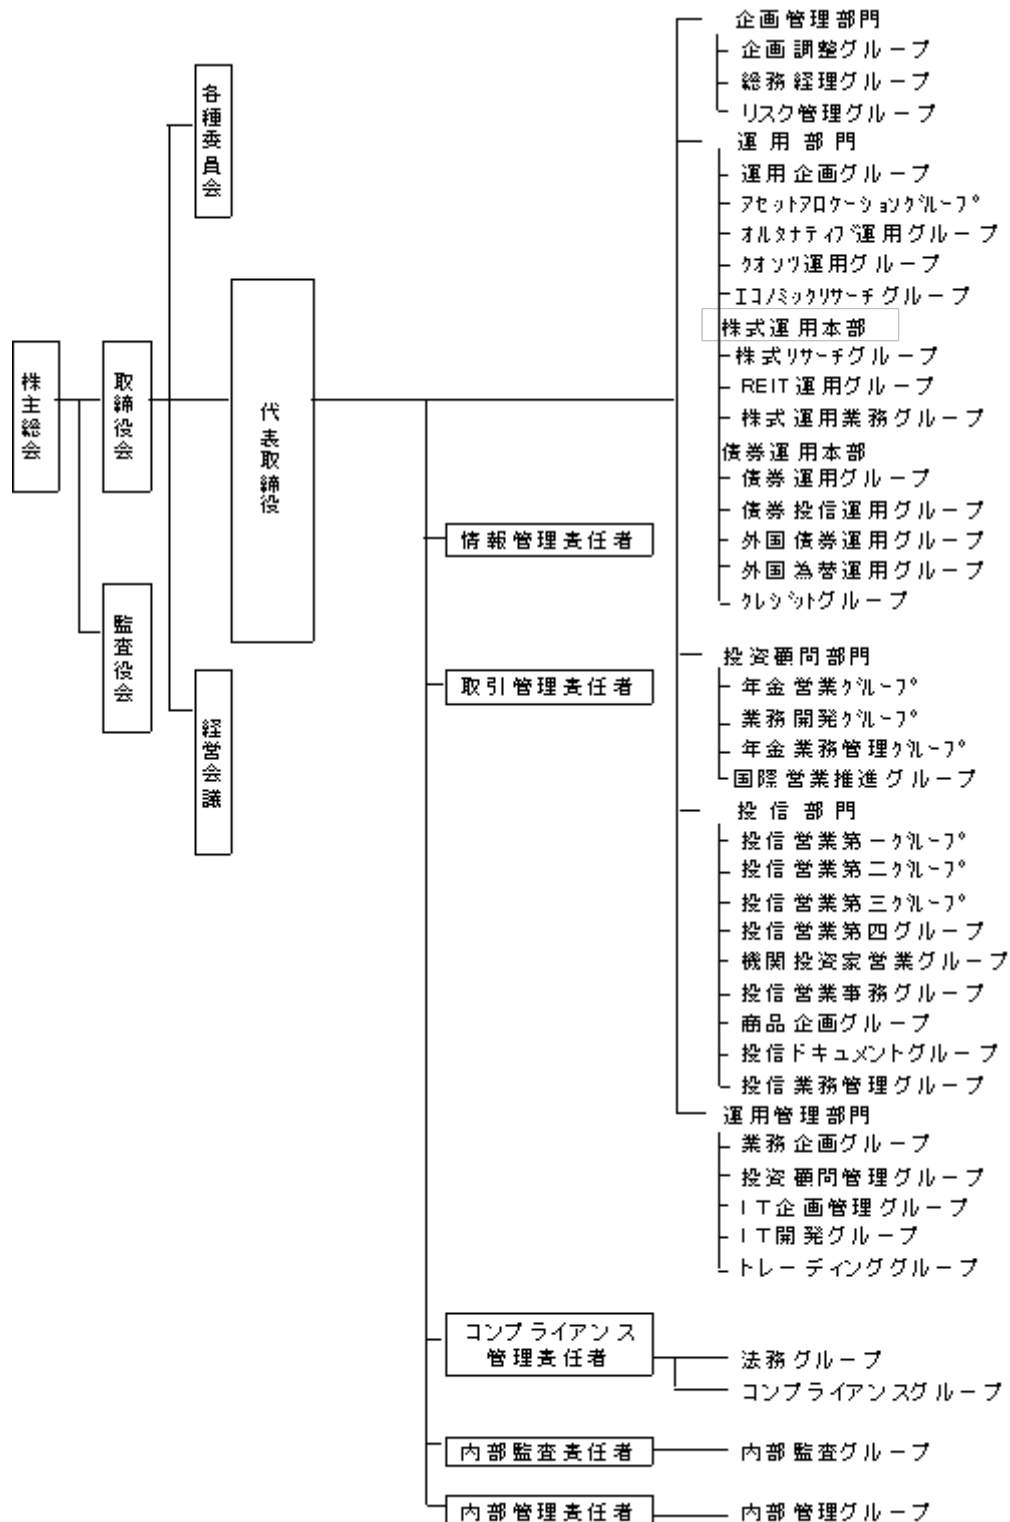 株主総会
取締役会
監査役会
各種委員会
経営会議
代表取締役
情報管理責任者
取引管理責任者
コンプライアンス
管理責任者
内部監査責任者
内部管理責任者
企画管理部門
企画調整グループ
総務経理グループ
リスク管理グループ
運用部門
運用企画グループ
ｱｾｯﾄｱﾛｹｰｼｮﾝｸﾞﾙｰﾌﾟ
ｵﾙﾀﾅﾃｨﾌﾞ運用グループ
ｸｵﾝﾂ運用グループ
ｴｺﾉﾐｯｸﾘｻｰﾁグループ
株式運用本部
株式ﾘｻｰﾁグループ
REIT運用グループ
株式運用業務グループ
債券運用本部
債券運用グループ
債券投信運用グループ
外国債券運用グループ
外国為替運用グループ
ｸﾚｼﾞｯﾄグループ
投資顧問部門
年金営業ｸﾞﾙｰﾌﾟ
業務開発ｸﾞﾙｰﾌﾟ
年金業務管理ｸﾞﾙｰﾌﾟ
国際営業推進グループ
投信部門
投信営業第一ｸﾞﾙｰﾌﾟ
投信営業第二ｸﾞﾙｰﾌﾟ
投信営業第三ｸﾞﾙｰﾌﾟ
投信営業第四グループ
機関投資家営業グループ
投信営業事務グループ
商品企画グループ
投信ドキュメントグループ
投信業務管理グループ
運用管理部門
業務企画グループ
投資顧問管理グループ
ＩＴ企画管理グループ
ＩＴ開発グループ
トレーディンググループ
法務グループ
コンプライアンスグループ
内部監査グループ
内部管理グループ